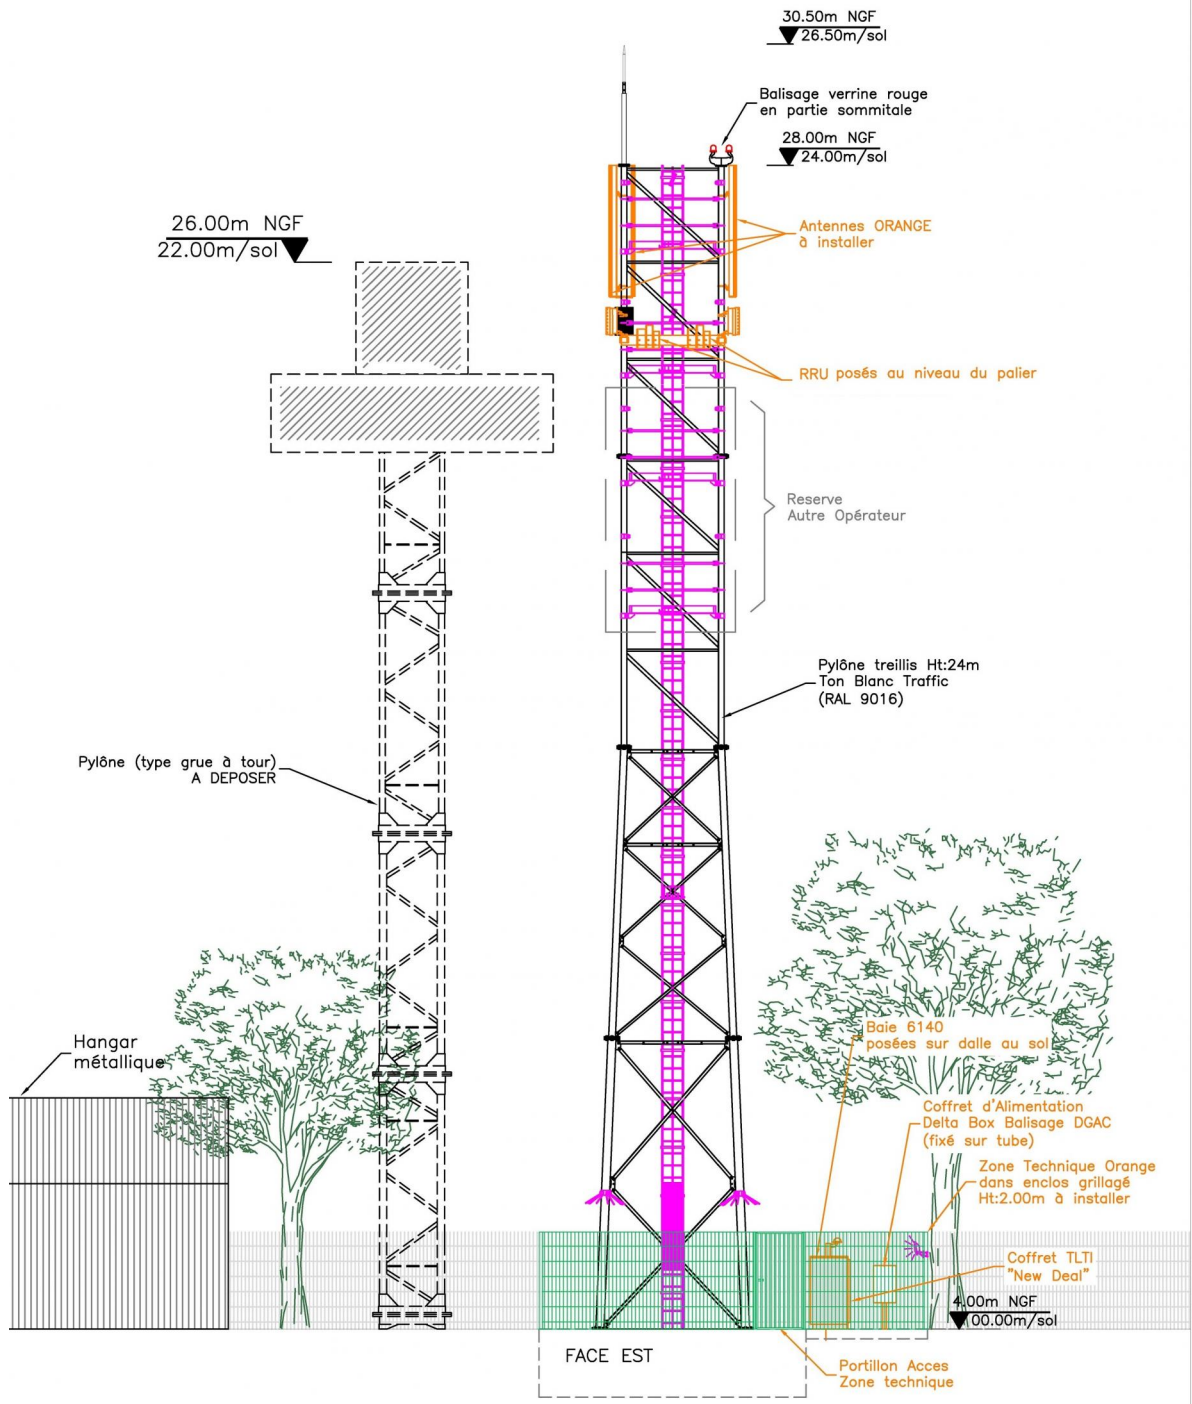 30.50m NGF
26.50m/sol
Balisage verrine rouge
en partie sommitale
28.00m NGF
24.00m/sol
26.00m NGF
22.00m/sol
Antennes ORANGE
à installer
RRU posés au niveau du palier
Reserve
Autre Opérateur
Pylône treillis Ht:24m
Ton Blanc Traffic
(RAL 9016)
Pylône (type grue à tour)
A DEPOSER
Hangar
métallique
Baie 6140
posées sur dalle au sol
Coffret d'Alimentation
Delta Box Balisage DGAC
(fixé sur tube)
Zone Technique Orange
dans enclos grillagé
Ht:2.00m à installer
Coffret TLTI
"New Deal"
4.00m NGF
00.00m/sol
FACE EST
Portillon Acces
Zone technique